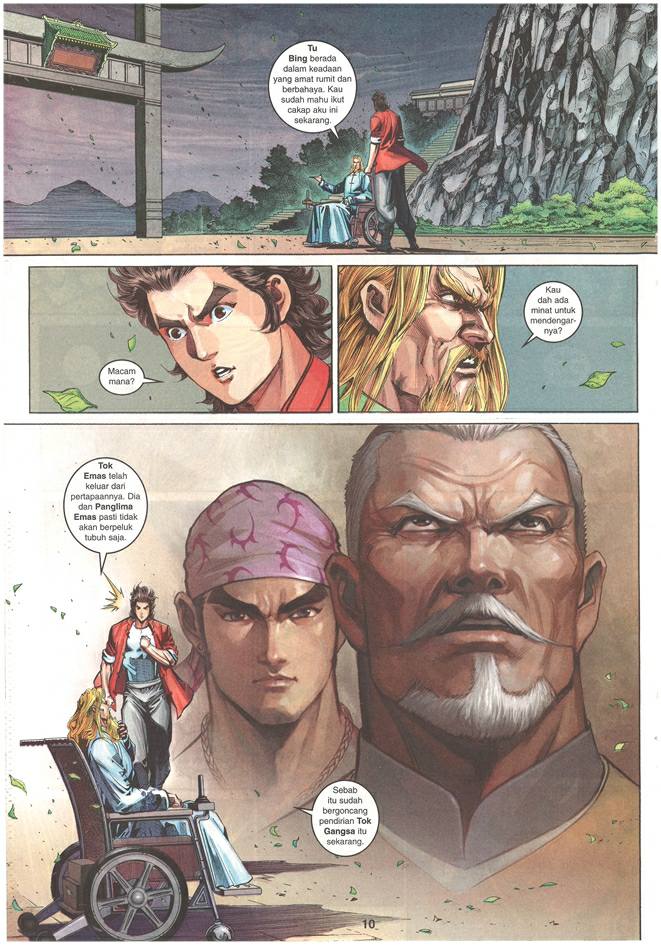 Tu
Bing berada
dalam keadaan
yang amat rumit dan
berbahaya. Kau
sudah mahu ikut
cakap aku ini
sekarang.
Macam
mana?
Kau
dah ada
minat untuk
mendengar-
nya?
Tok
Emas telah
keluar dari
pertapaannya. Dia
dan Panglima
Emas pasti tidak
akan berpeluk
tubuh saja.
Sebab
itu sudah
bergoncang
pendirian Tok
Gangsa itu
sekarang.
10